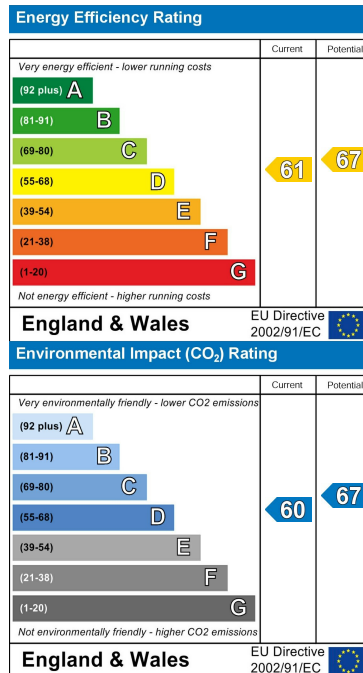 Energy Efficiency Rating
Current Potential
Very energy efficient - lower running costs
(92 plus) A
(81-91) B
(69-80) C
(55-68) D
(39-54) E
(21-38) F
(1-20) G
61 67
Not energy efficient - higher running costs
England & Wales
EU Directive
2002/91/EC
Environmental Impact (CO₂) Rating
Current Potential
Very environmentally friendly - lower CO2 emissions
(92 plus) A
(81-91) B
(69-80) C
(55-68) D
(39-54) E
(21-38) F
(1-20) G
60 67
Not environmentally friendly - higher CO2 emissions
England & Wales
EU Directive
2002/91/EC